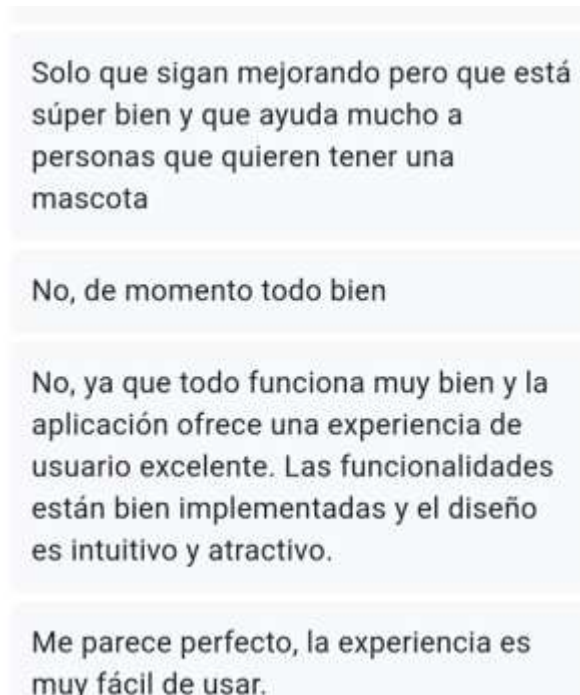 Solo que sigan mejorando pero que está
súper bien y que ayuda mucho a
personas que quieren tener una
mascota
No, de momento todo bien
No, ya que todo funciona muy bien y la
aplicación ofrece una experiencia de
usuario excelente. Las funcionalidades
están bien implementadas y el diseño
es intuitivo y atractivo.
Me parece perfecto, la experiencia es
muy fácil de usar.